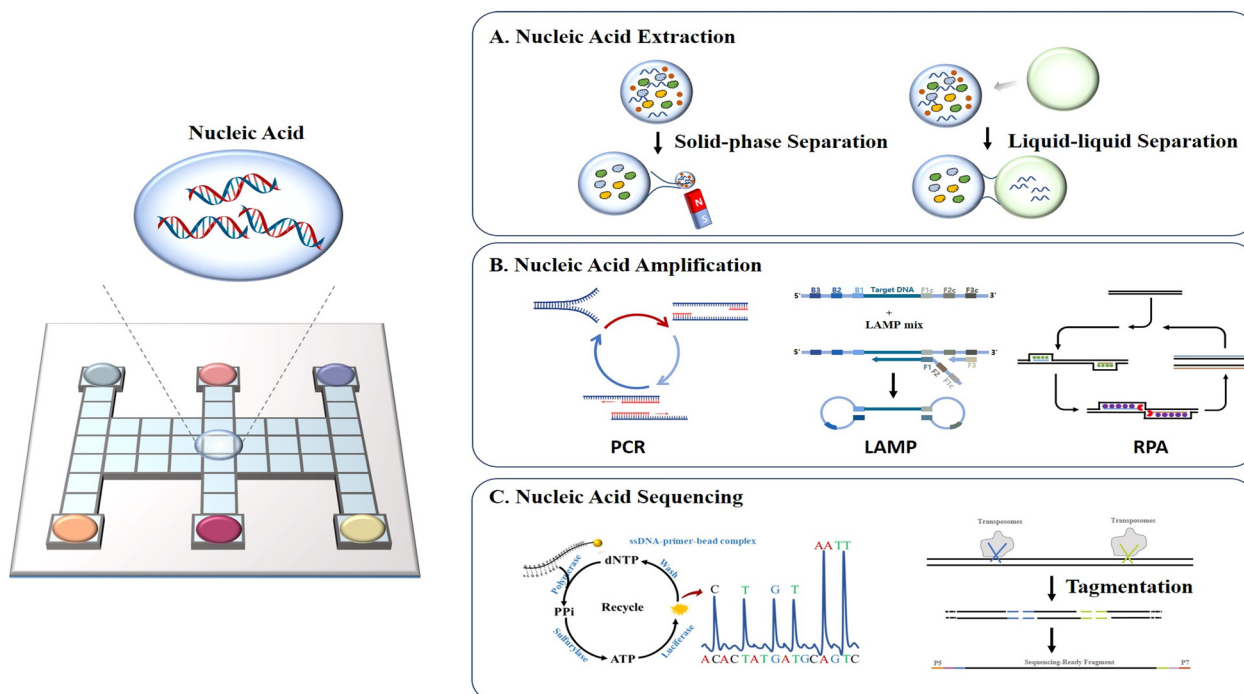 Nucleic Acid
A. Nucleic Acid Extraction
Solid-phase Separation
N
S
Liquid-liquid Separation
B. Nucleic Acid Amplification
PCR
5' B3 B2 B1 Target DNA F1c F2c F3c 3'
+
LAMP mix
5' 3'
F1 F2 F3
F1c
LAMP
RPA
C. Nucleic Acid Sequencing
ssDNA-primer-bead complex
Polymerase
dNTP
Wash
PPi
Recycle
Sulfurylase
ATP
Luciferase
C T G T AATT
ACACTATGATGCAGTC
Transposomes Transposomes
Tagmentation
P5 Sequencing-Ready Fragment P7